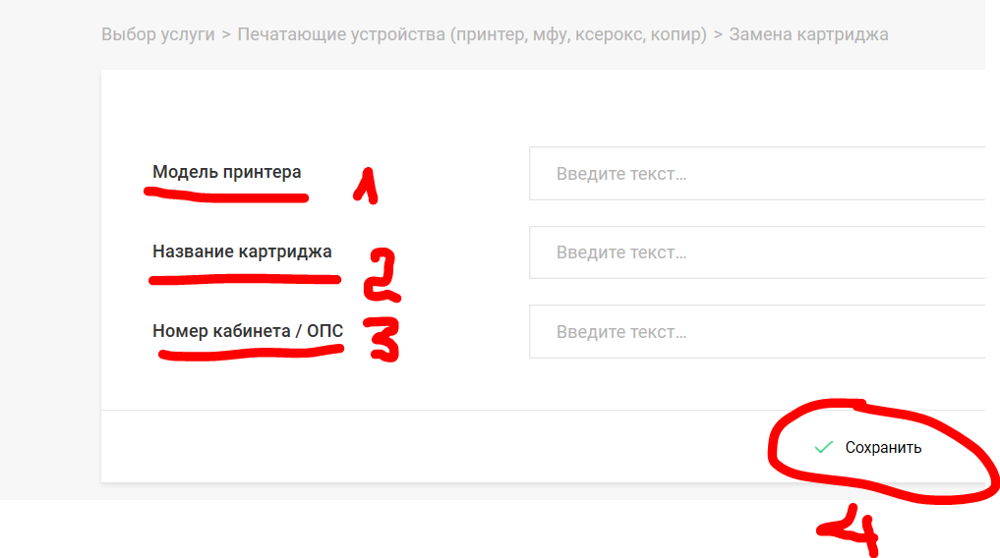 Выбор услуги > Печатающие устройства (принтер, мфу, ксерокс, копир) > Замена картриджа
Модель принтера 1 Введите текст...
Название картриджа 2 Введите текст...
Номер кабинета / ОПС 3 Введите текст...
Сохранить
4